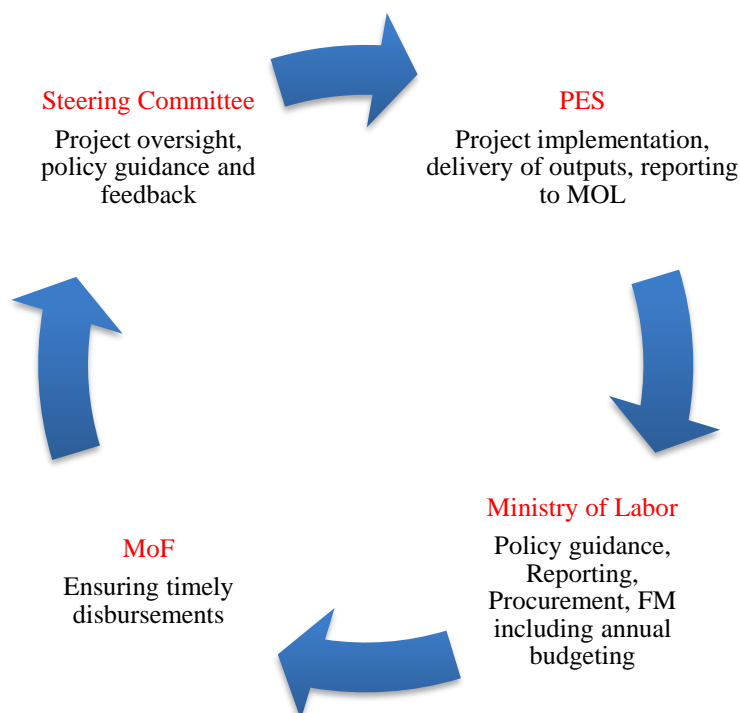 Steering Committee
Project oversight,
policy guidance and
feedback
PES
Project implementation,
delivery of outputs, reporting
to MOL
Ministry of Labor
Policy guidance,
Reporting,
Procurement, FM
including annual
budgeting
MoF
Ensuring timely
disbursements